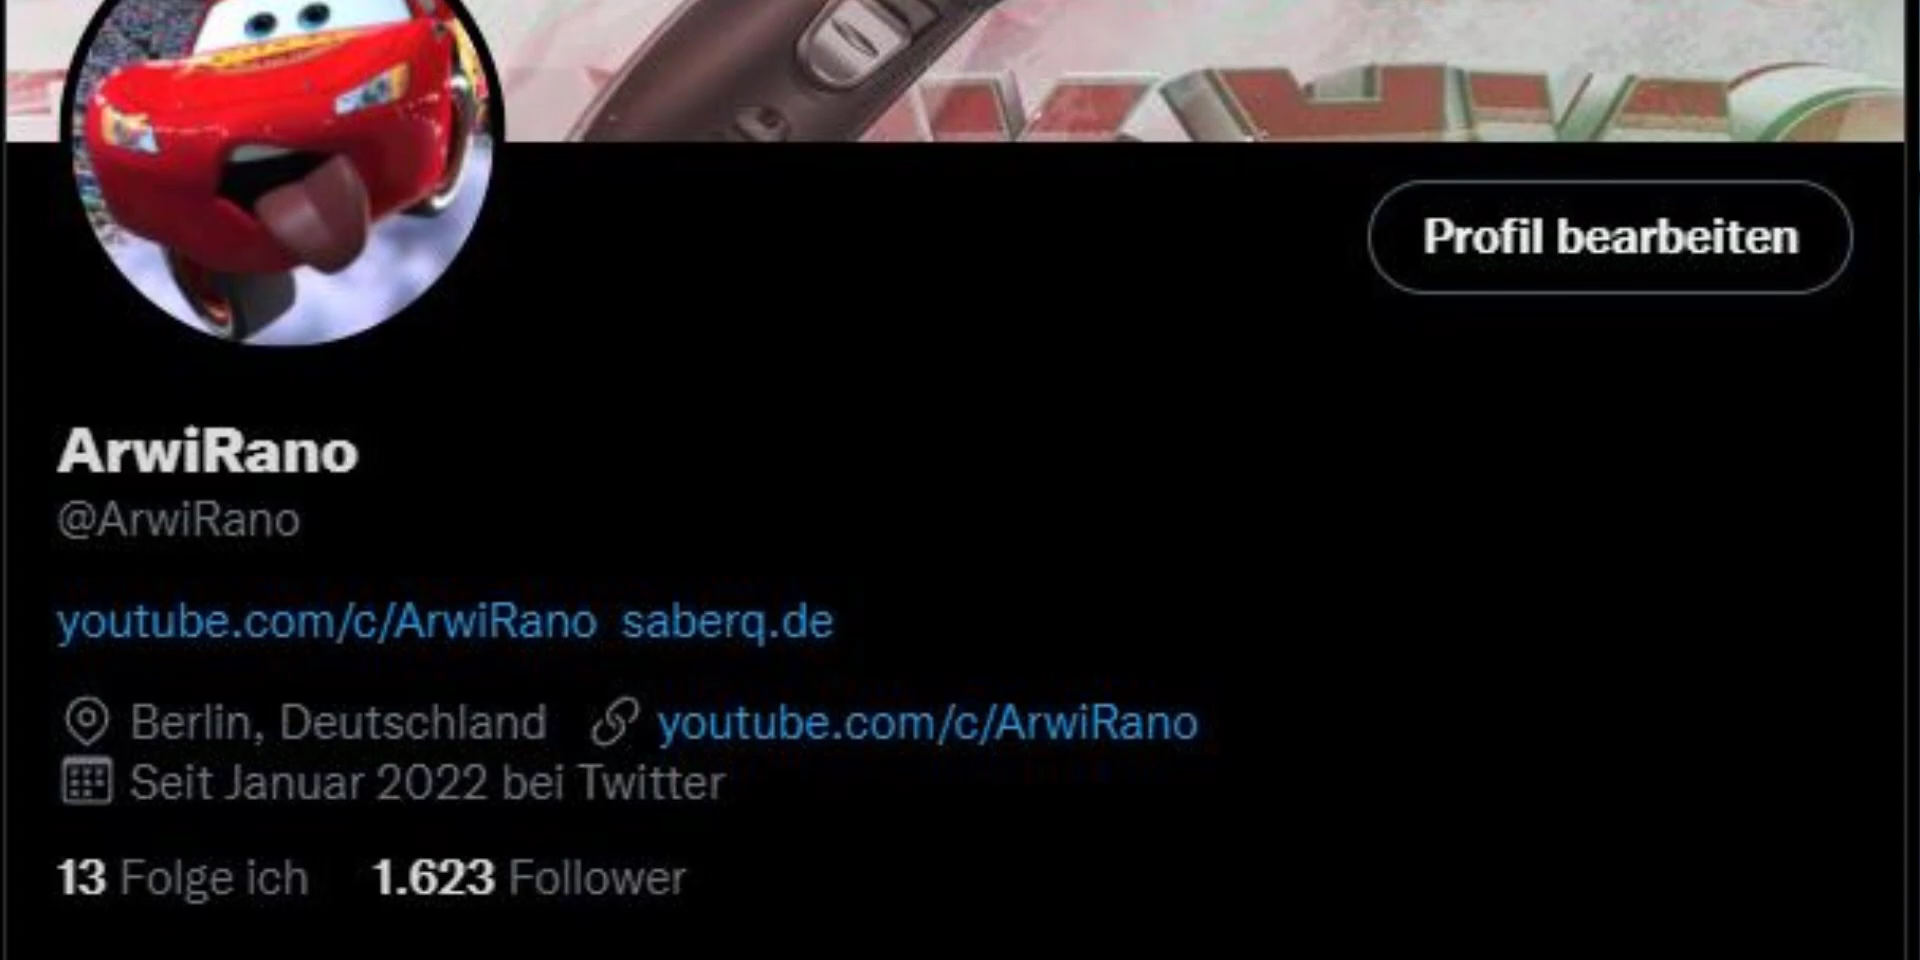 Profil bearbeiten
ArwiRano
@ArwiRano
youtube.com/c/ArwiRano saberq.de
Berlin, Deutschland youtube.com/c/ArwiRano
Seit Januar 2022 bei Twitter
13 Folge ich 1.623 Follower